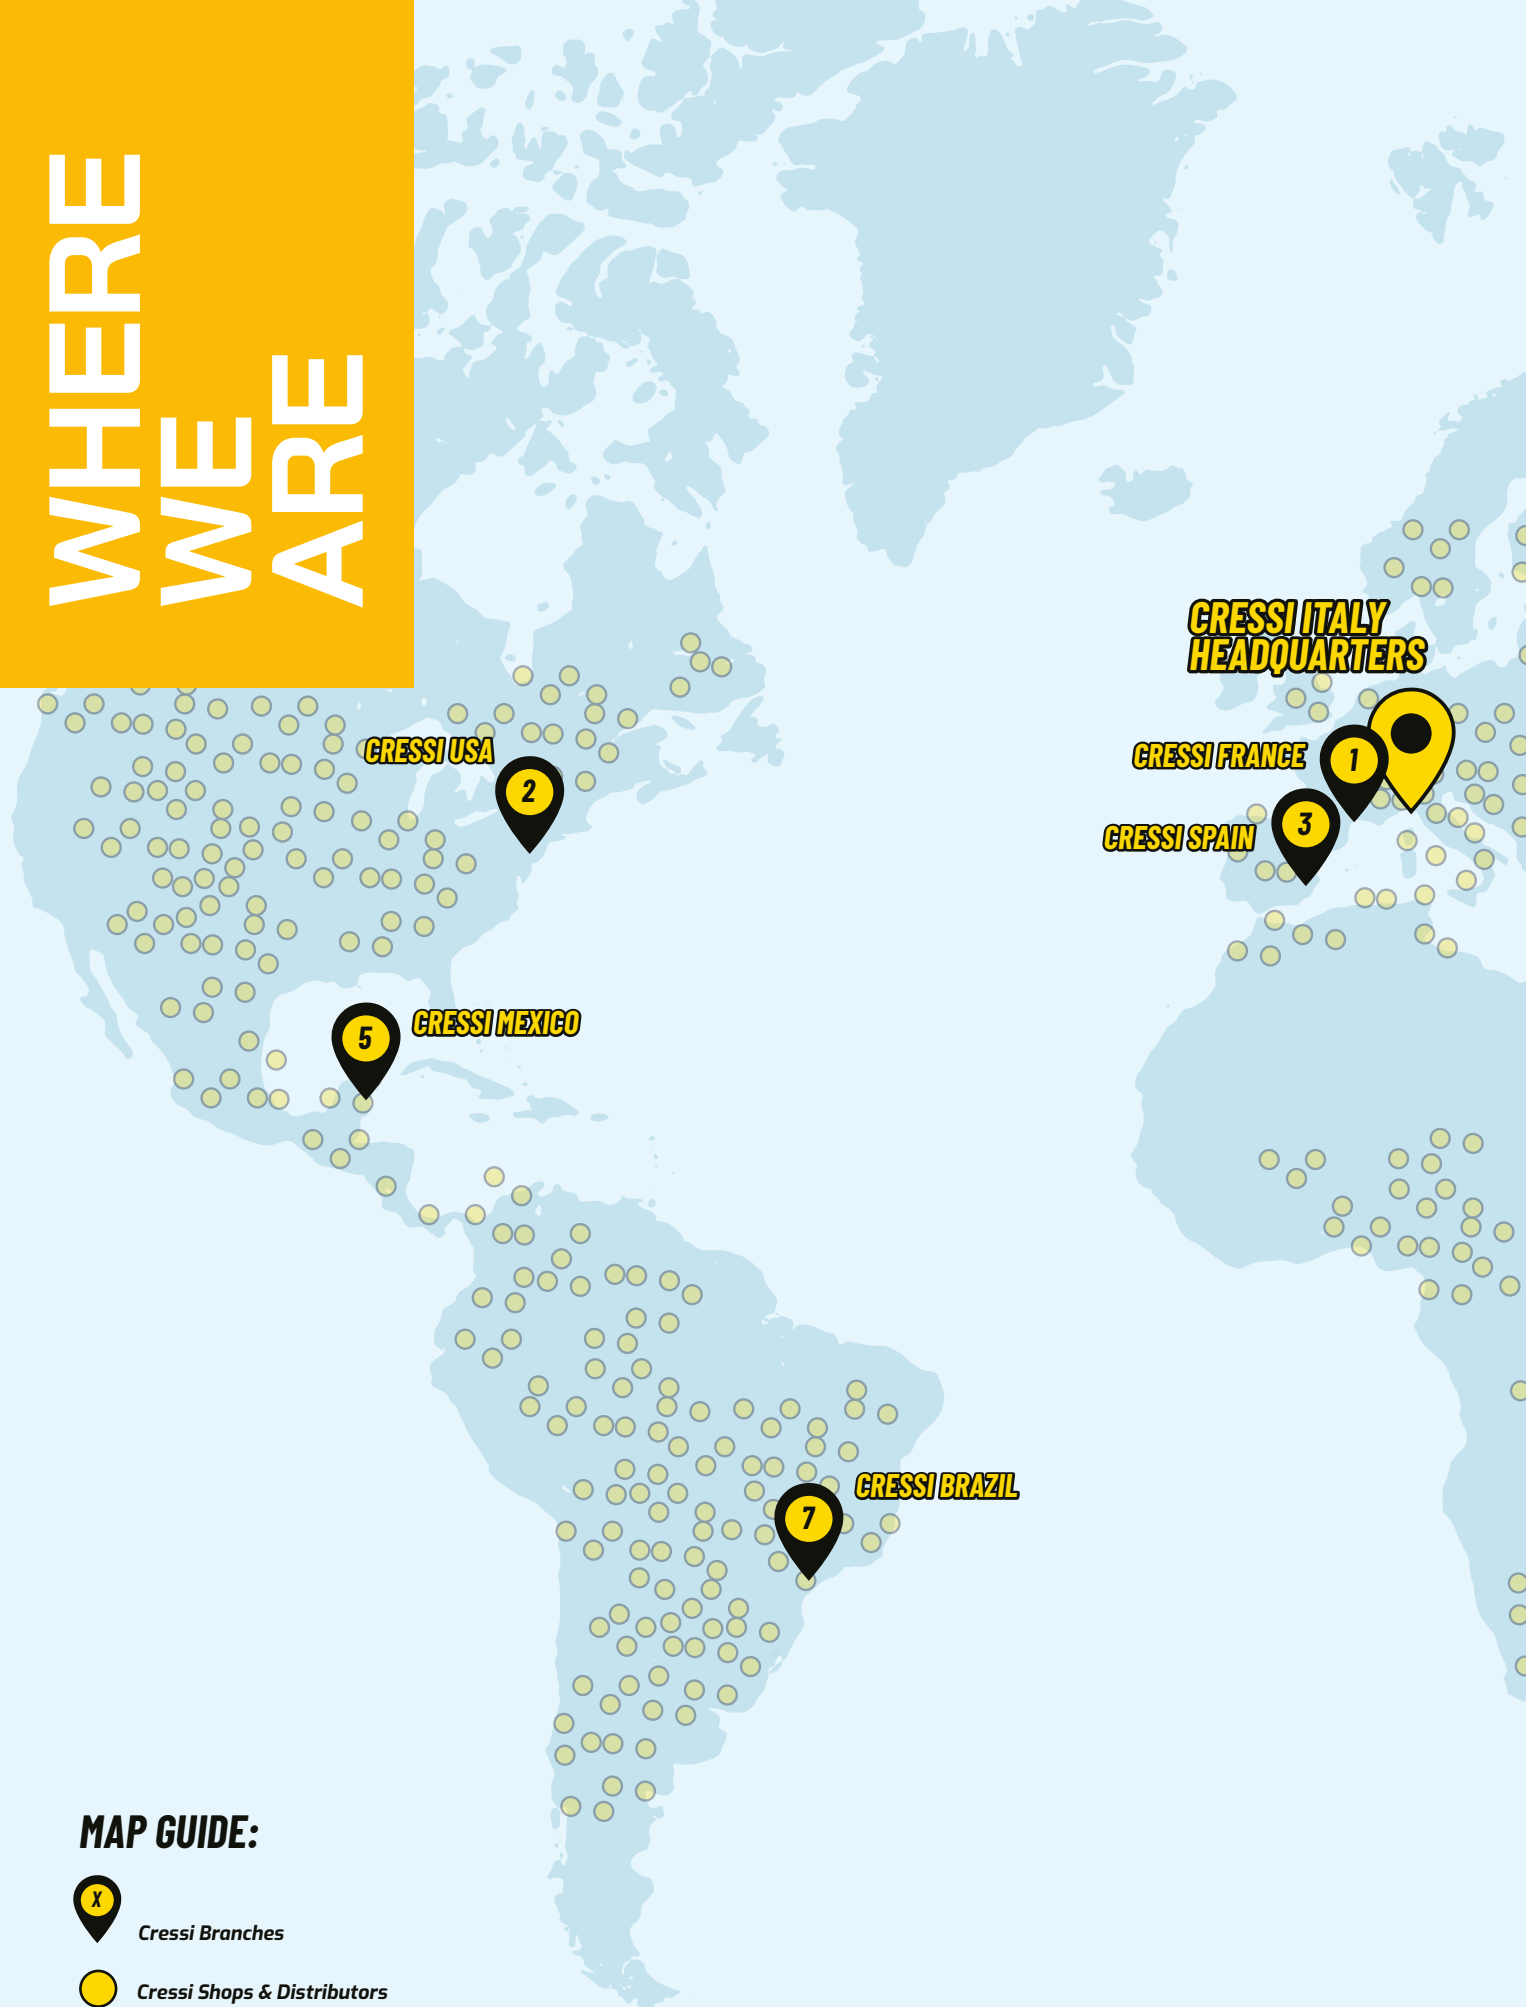 WHERE
WE
ARE
CRESSI ITALY
HEADQUARTERS
CRESSI USA
2
CRESSI FRANCE
1
CRESSI SPAIN
3
5
CRESSI MEXICO
CRESSI BRAZIL
7
MAP GUIDE:
X
Cressi Branches
Cressi Shops & Distributors